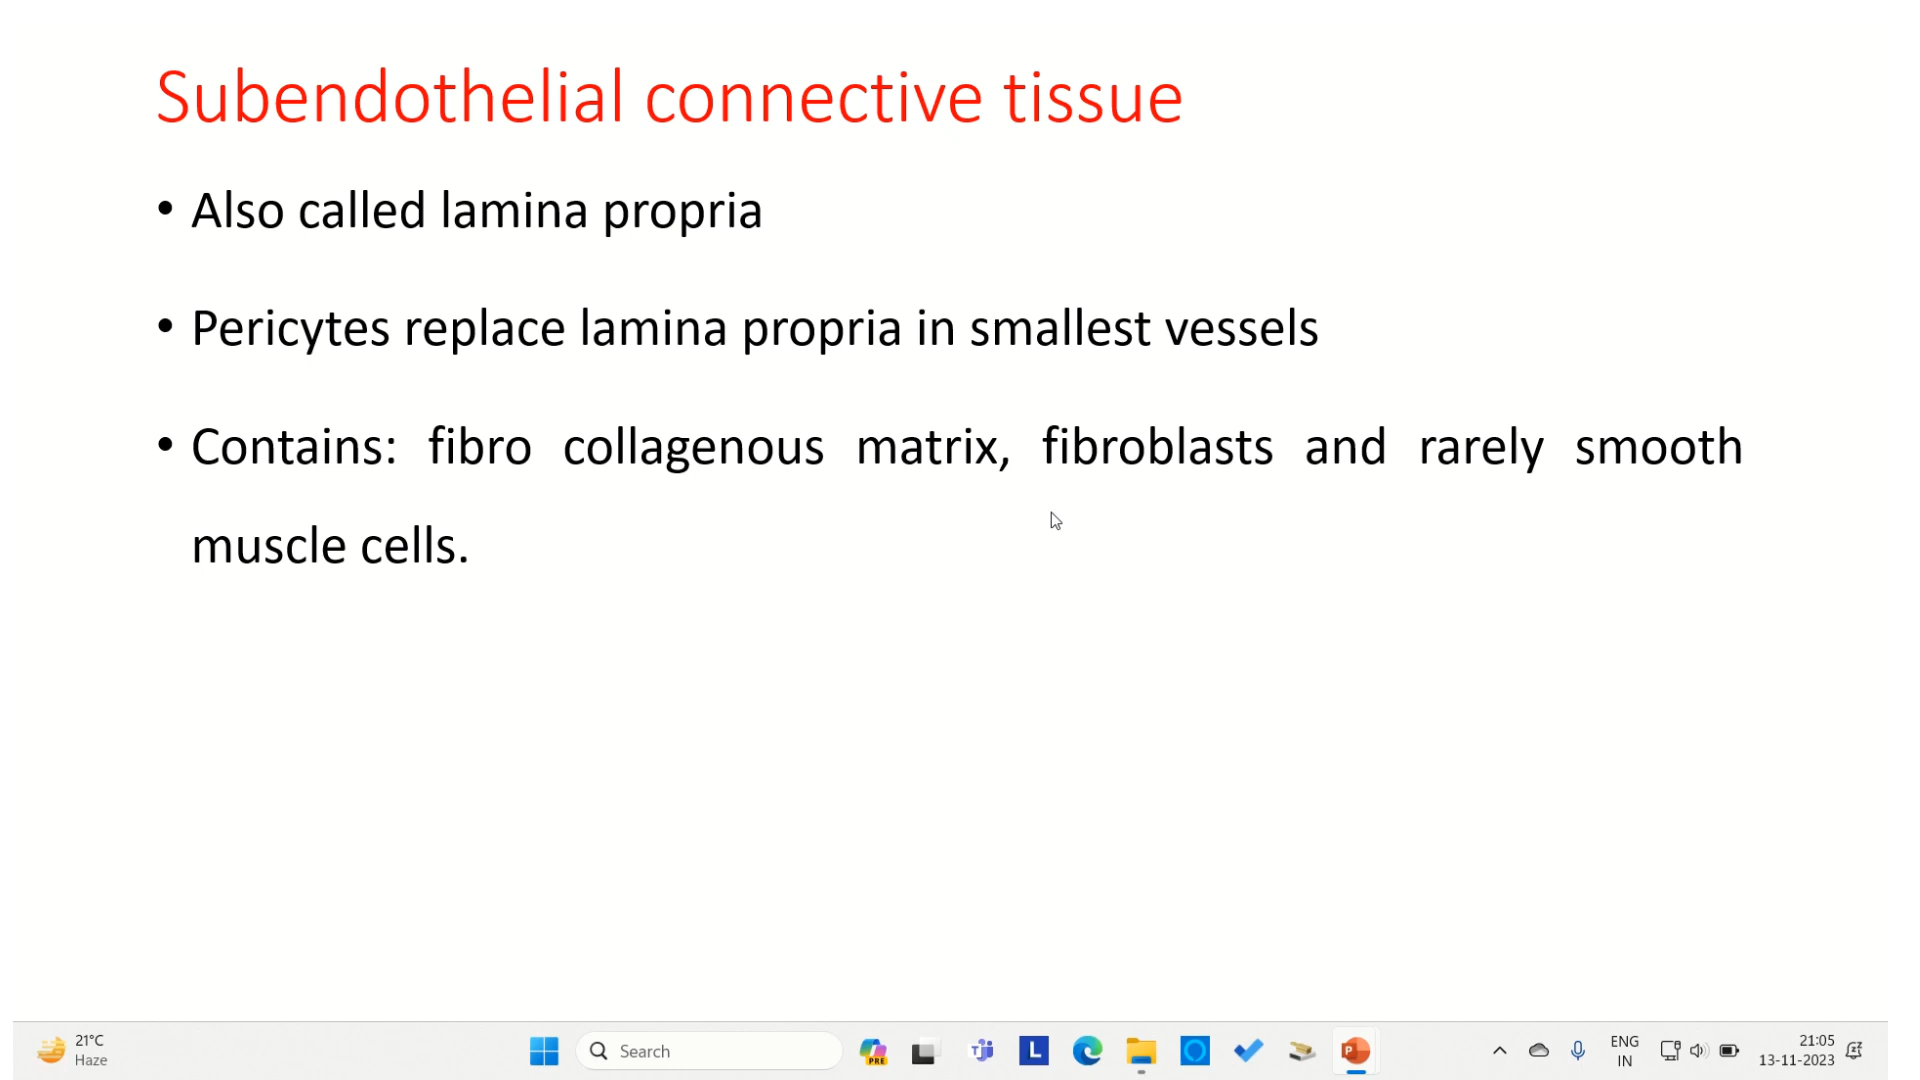 Subendothelial connective tissue
• Also called lamina propria
• Pericytes replace lamina propria in smallest vessels
• Contains: fibro collagenous matrix, fibroblasts and rarely smooth
muscle cells.
21°C
Haze
Search
PRE
L
P
ENG
IN
21:05
13-11-2023